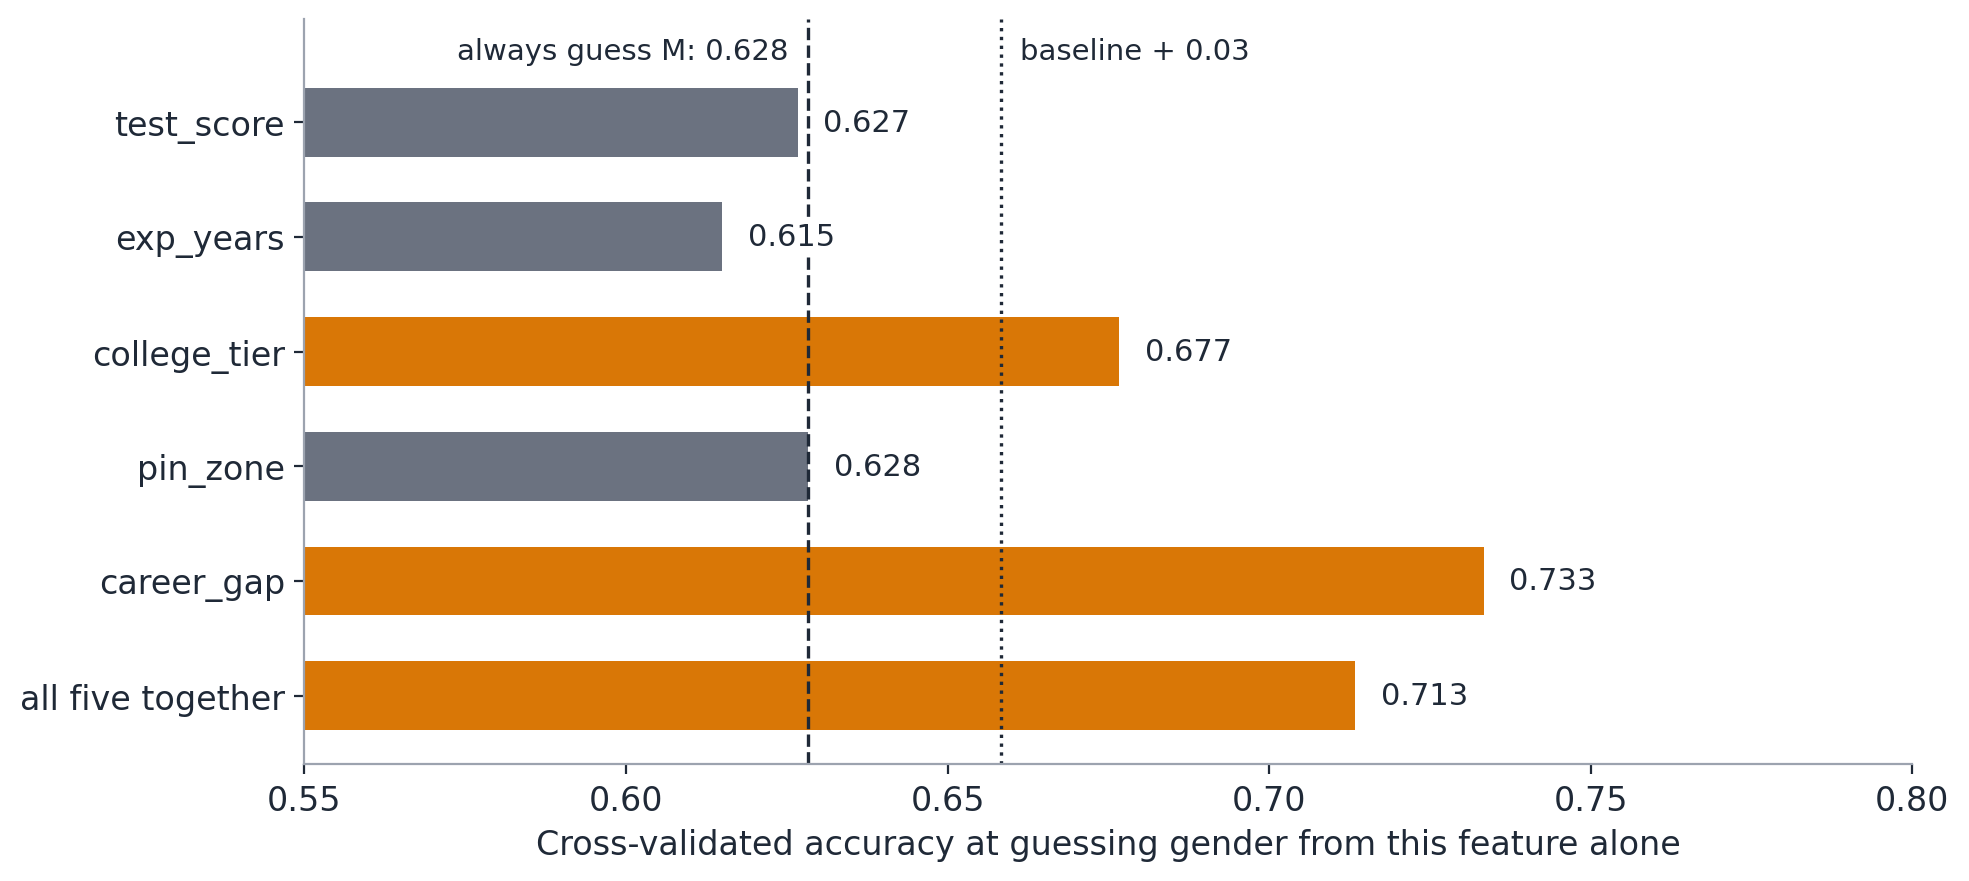 always guess M: 0.628
baseline + 0.03
test_score
0.627
exp_years
0.615
college_tier
0.677
pin_zone
0.628
career_gap
0.733
all five together
0.713
0.55 0.60 0.65 0.70 0.75 0.80
Cross-validated accuracy at guessing gender from this feature alone